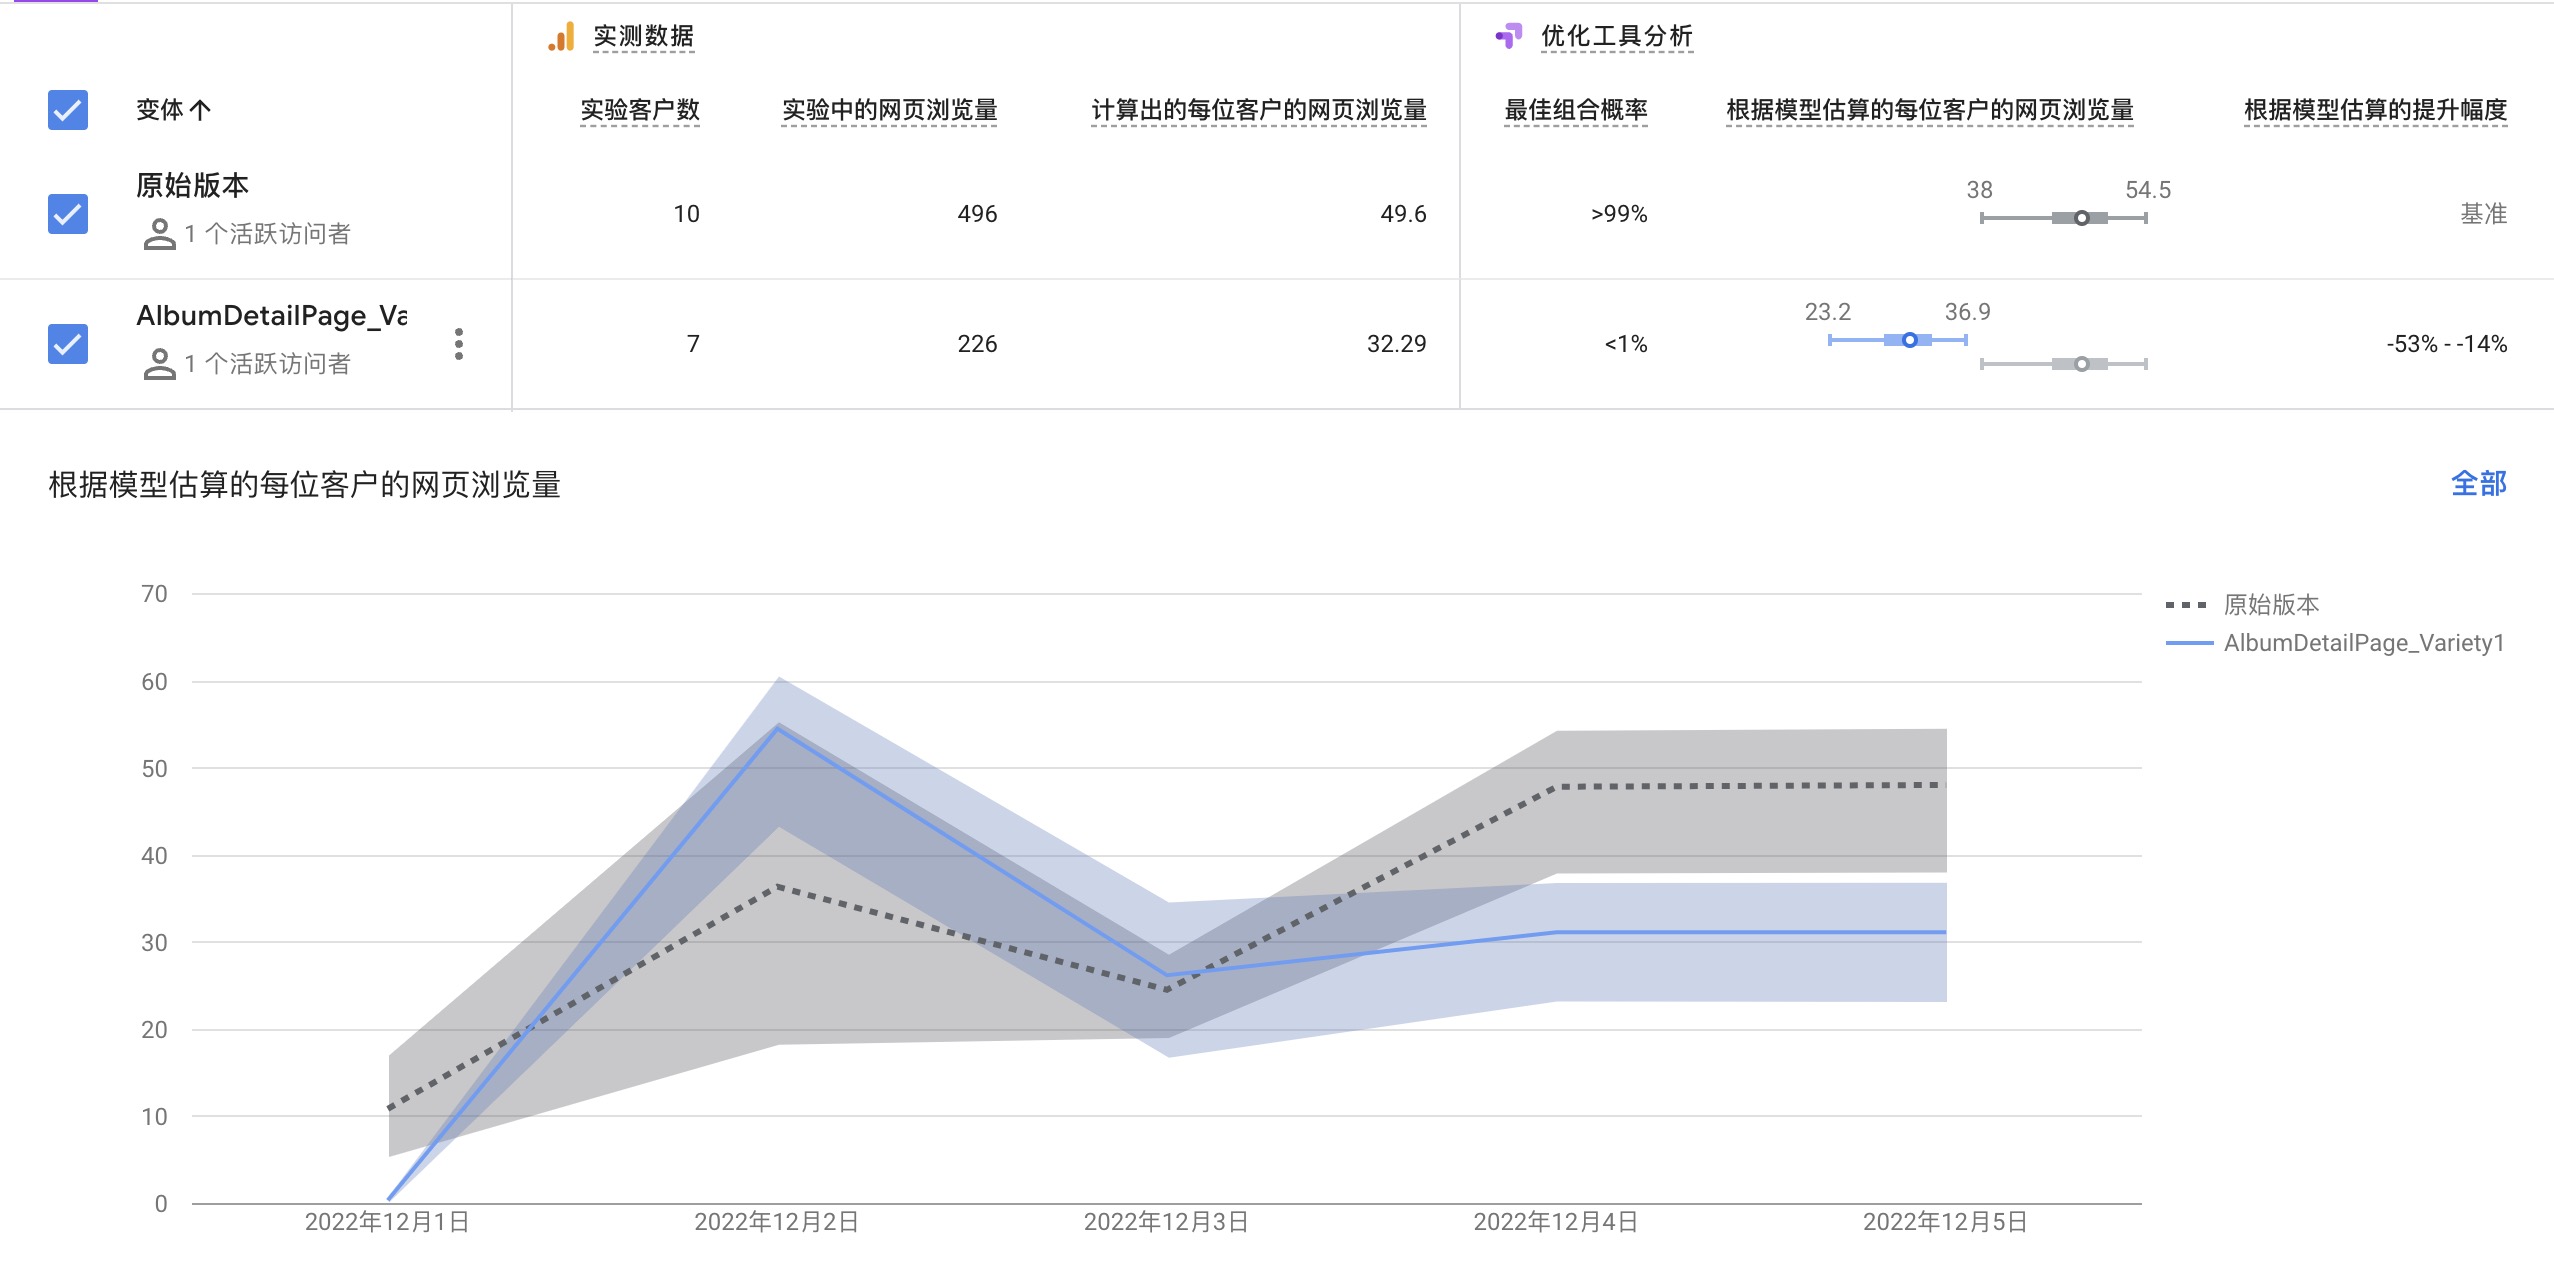 实测数据
优化工具分析
变体
实验客户数
实验中的网页浏览量
计算出的每位客户的网页浏览量
最佳组合概率
根据模型估算的每位客户的网页浏览量
根据模型估算的提升幅度
原始版本
1 个活跃访问者
10
496
49.6
>99%
38
54.5
基准
AlbumDetailPage_Va
1 个活跃访问者
7
226
32.29
<1%
23.2
36.9
-53% - -14%
根据模型估算的每位客户的网页浏览量
全部
70
60
50
40
30
20
10
0
原始版本
AlbumDetailPage_Variety1
2022年12月1日
2022年12月2日
2022年12月3日
2022年12月4日
2022年12月5日